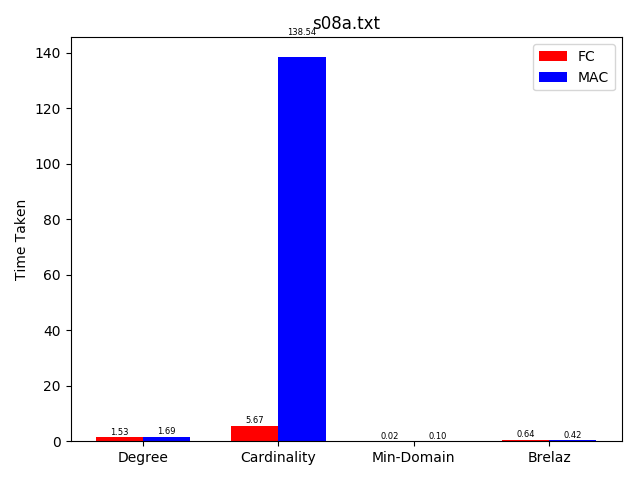 s08a.txt
138.54
140
120
100
80
60
40
20
0
Time Taken
FC
MAC
1.53
1.69
5.67
0.02
0.10
0.64
0.42
Degree
Cardinality
Min-Domain
Brelaz